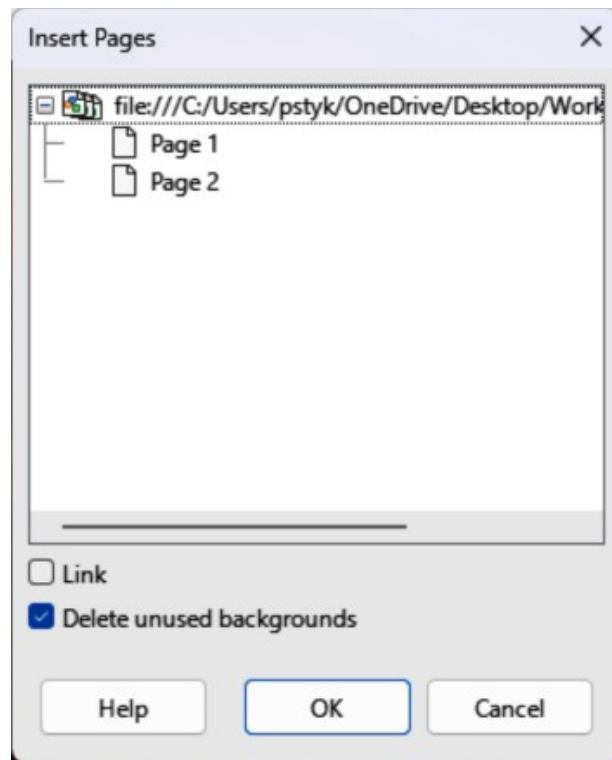 Insert Pages
file:///C:/Users/pstyk/OneDrive/Desktop/Work
Page 1
Page 2
Link
Delete unused backgrounds
Help OK Cancel